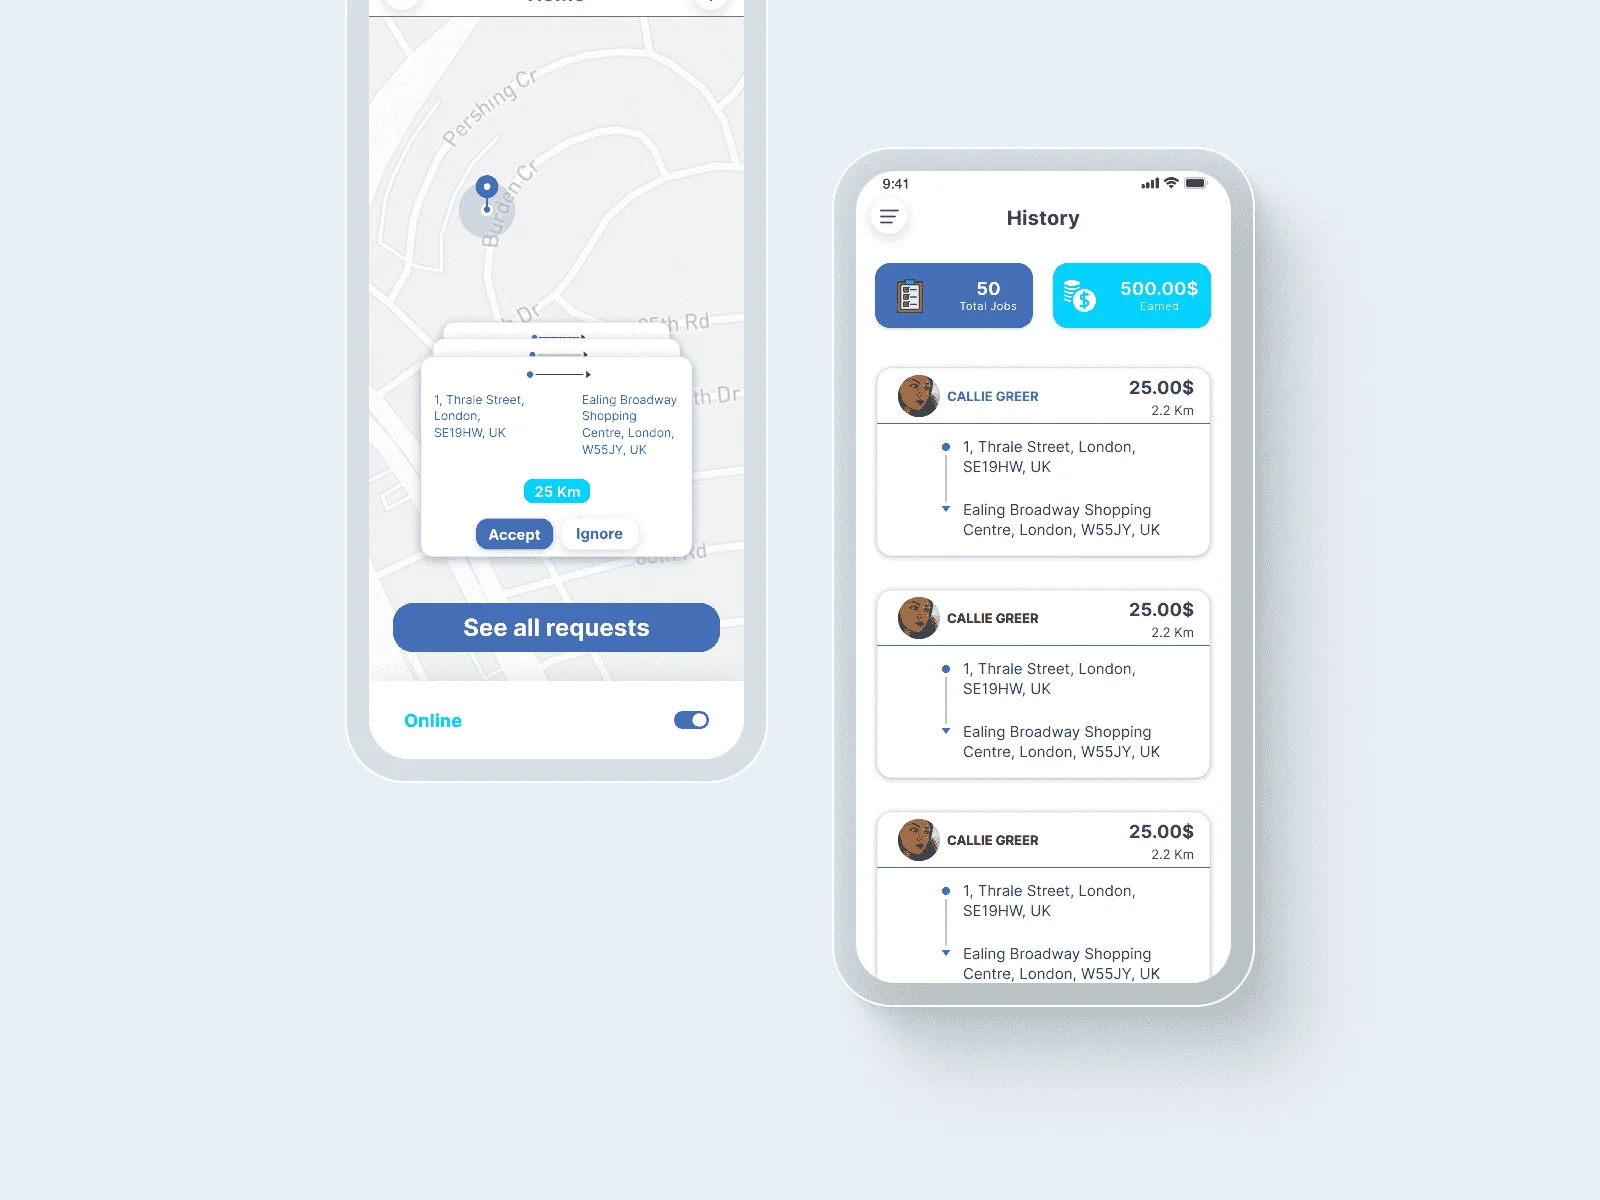 Home
Pershing Cr
Burden Cr
Dr
85th Rd
th Dr
1, Thrale Street,
London,
SE19HW, UK
Ealing Broadway
Shopping
Centre, London,
W55JY, UK
25 Km
Accept
Ignore
Rd
See all requests
Online
9:41
History
50
Total Jobs
500.00$
Earned
CALLIE GREER
25.00$
2.2 Km
1, Thrale Street, London,
SE19HW, UK
Ealing Broadway Shopping
Centre, London, W55JY, UK
CALLIE GREER
25.00$
2.2 Km
1, Thrale Street, London,
SE19HW, UK
Ealing Broadway Shopping
Centre, London, W55JY, UK
CALLIE GREER
25.00$
2.2 Km
1, Thrale Street, London,
SE19HW, UK
Ealing Broadway Shopping
Centre, London, W55JY, UK